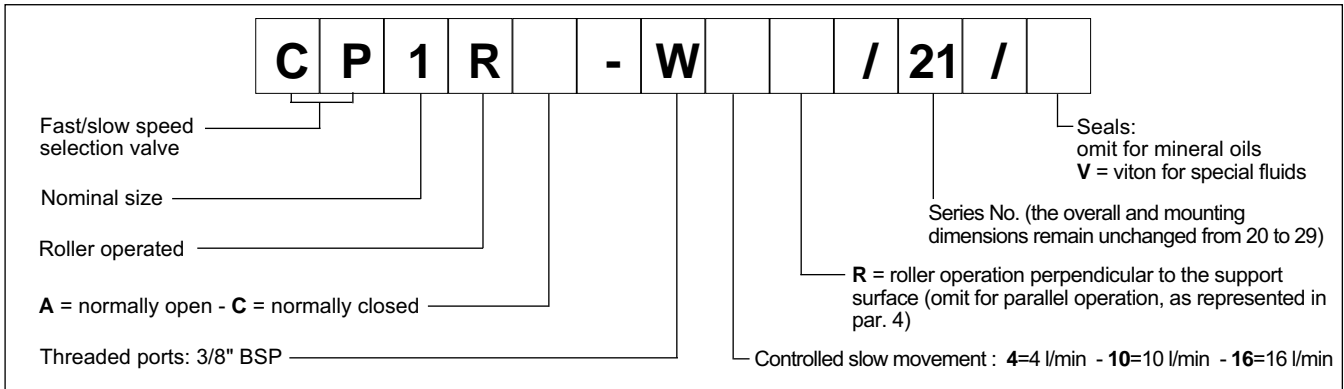 CP1R - W / 21 /
Fast/slow speed
selection valve
Nominal size
Roller operated
A = normally open - C = normally closed
Threaded ports: 3/8" BSP
Seals:
omit for mineral oils
V = viton for special fluids
Series No. (the overall and mounting
dimensions remain unchanged from 20 to 29)
R = roller operation perpendicular to the support
surface (omit for parallel operation, as represented in
par. 4)
Controlled slow movement : 4=4 l/min - 10=10 l/min - 16=16 l/min